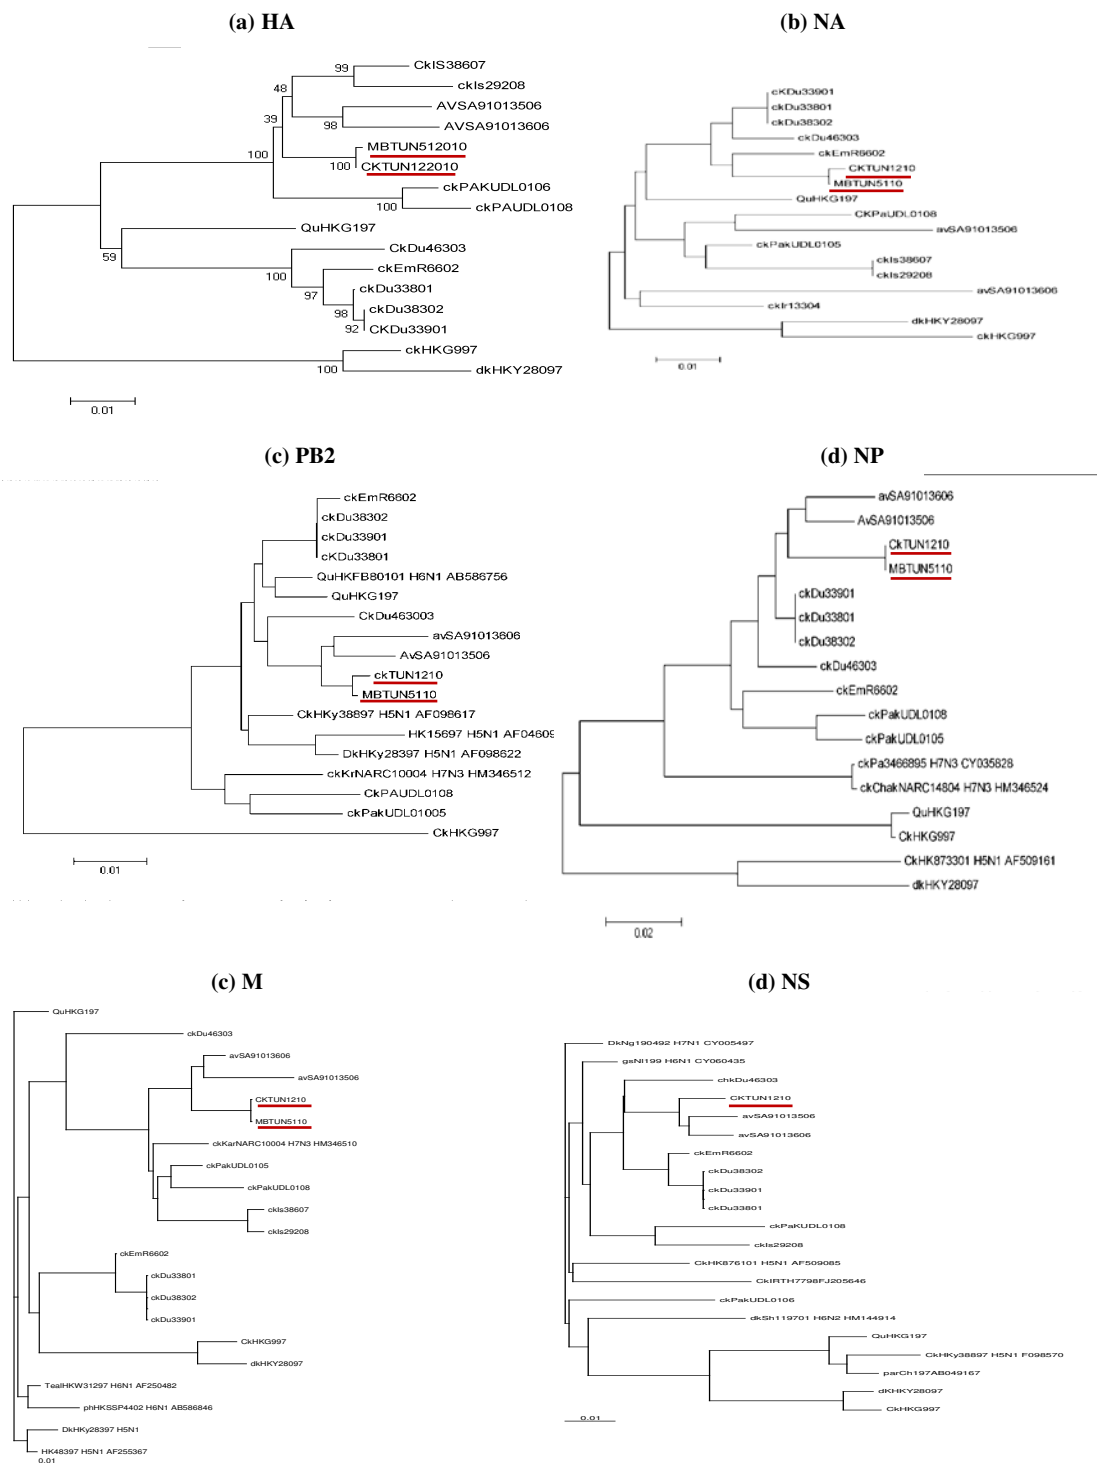 (a) HA
CkIS38607
99
ckIs29208
48
AVSA91013506
39
98
AVSA91013606
MBTUN512010
100
100
CKTUN122010
ckPAKUDL0106
100
ckPAUDL0108
QuHKG197
59
CkDu46303
100
ckEmR6602
97
ckDu33801
98
ckDu38302
92
CKDu33901
ckHKG997
100
dkHKY28097
0.01
(b) NA
cKDu33901
ckDu33801
ckDu38302
ckDu46303
ckEmR6602
CKTUN1210
MBTUN5110
QuHKG197
CKPaUDL0108
avSA91013506
ckPakUDL0105
ckIs38607
ckIs29208
avSA91013606
ckIr13304
dkHKY28097
ckHKG997
0.01
(c) PB2
ckEmR6602
ckDu38302
ckDu33901
cKDu33801
QuHKFB80101 H6N1 AB586756
QuHKG197
CkDu463003
avSA91013606
AvSA91013506
ckTUN1210
MBTUN5110
CkHKy38897 H5N1 AF098617
HK15697 H5N1 AF04609
DkHKy28397 H5N1 AF098622
ckKrNARC10004 H7N3 HM346512
CkPAUDL0108
ckPakUDL01005
CkHKG997
0.01
(d) NP
avSA91013606
AvSA91013506
CkTUN1210
MBTUN5110
ckDu33901
ckDu33801
ckDu38302
ckDu46303
ckEmR6602
ckPakUDL0108
ckPakUDL0105
ckPa3466895 H7N3 CY035828
ckChakNARC14804 H7N3 HM346524
QuHKG197
CkHKG997
CkHK873301 H5N1 AF509161
dkHKY28097
0.02
(c) M
QuHKG197
ckDu46303
avSA91013606
avSA91013506
CKTUN1210
MBTUN5110
ckKarNARC10004 H7N3 HM346510
ckPakUDL0105
ckPakUDL0108
ckIs38607
ckIs29208
ckEmR6602
ckDu33801
ckDu38302
ckDu33901
CkHKG997
dkHKY28097
TealHKW31297 H6N1 AF250482
phHKSSP4402 H6N1 AB586846
DkHKy28397 H5N1
HK48397 H5N1 AF255367
0.01
(d) NS
DkNg190492 H7N1 CY005497
gsNl199 H6N1 CY060435
chkDu46303
CKTUN1210
avSA91013506
avSA91013606
ckEmR6602
ckDu38302
ckDu33901
ckDu33801
ckPaKUDL0108
ckIs29208
CkHK876101 H5N1 AF509085
CkIRTH7798FJ205646
ckPakUDL0106
dkSh119701 H6N2 HM144914
QuHKG197
CkHKy38897 H5N1 F098570
parCh197AB049167
dKHKY28097
CkHKG997
0.01